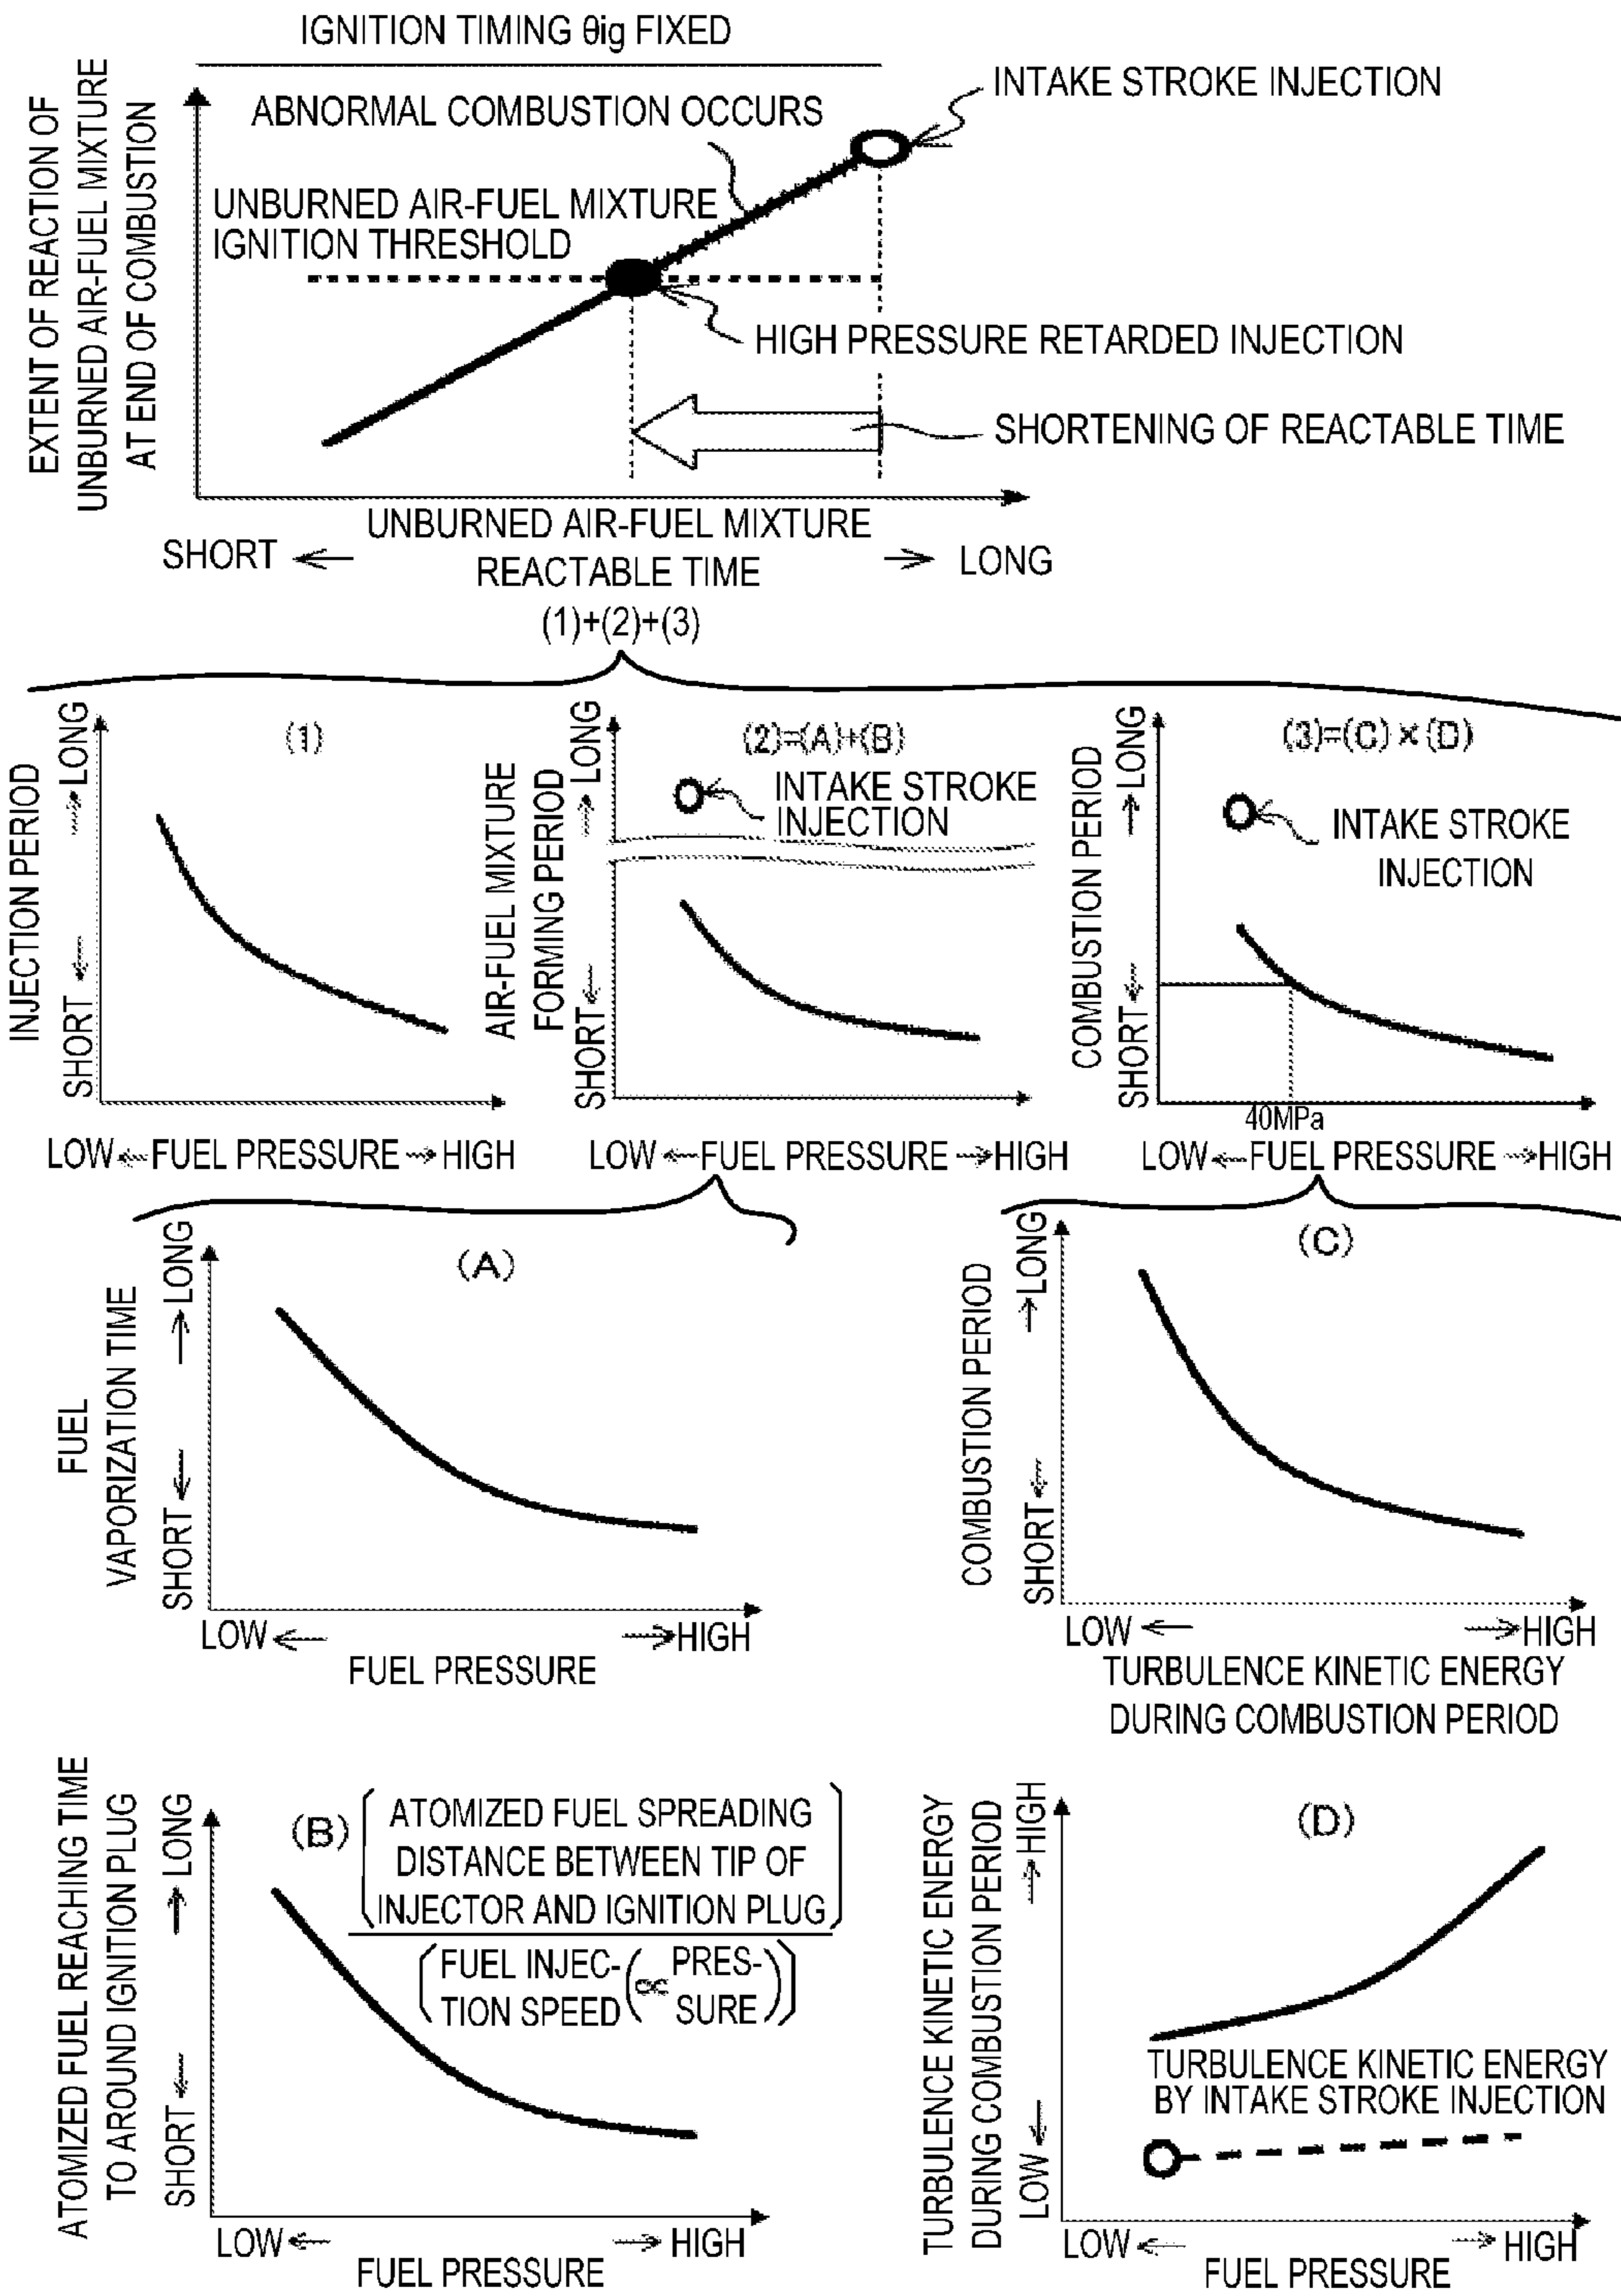 IGNITION TIMING θig FIXED
EXTENT OF REACTION OF
UNBURNED AIR-FUEL MIXTURE
AT END OF COMBUSTION
INTAKE STROKE INJECTION
ABNORMAL COMBUSTION OCCURS
UNBURNED AIR-FUEL MIXTURE
IGNITION THRESHOLD
HIGH PRESSURE RETARDED INJECTION
SHORTENING OF REACTABLE TIME
UNBURNED AIR-FUEL MIXTURE
REACTABLE TIME
SHORT ←
→ LONG
(1)+(2)+(3)
INJECTION PERIOD
SHORT ←
→ LONG
(1)
LOW ← FUEL PRESSURE → HIGH
AIR-FUEL MIXTURE
FORMING PERIOD
SHORT ←
→ LONG
(2)=(A)+(B)
INTAKE STROKE
INJECTION
LOW ← FUEL PRESSURE → HIGH
COMBUSTION PERIOD
SHORT ←
→ LONG
(3)=(C)×(D)
INTAKE STROKE
INJECTION
40MPa
LOW ← FUEL PRESSURE → HIGH
FUEL
VAPORIZATION TIME
SHORT ←
→ LONG
(A)
LOW ←
→ HIGH
FUEL PRESSURE
COMBUSTION PERIOD
SHORT ←
→ LONG
(C)
LOW ←
→ HIGH
TURBULENCE KINETIC ENERGY
DURING COMBUSTION PERIOD
ATOMIZED FUEL REACHING TIME
TO AROUND IGNITION PLUG
SHORT ←
→ LONG
(B)
ATOMIZED FUEL SPREADING
DISTANCE BETWEEN TIP OF
INJECTOR AND IGNITION PLUG
FUEL INJEC- (∝ PRES-
TION SPEED SURE)
LOW ←
→ HIGH
FUEL PRESSURE
TURBULENCE KINETIC ENERGY
DURING COMBUSTION PERIOD
LOW ←
→ HIGH
(D)
TURBULENCE KINETIC ENERGY
BY INTAKE STROKE INJECTION
LOW ←
→ HIGH
FUEL PRESSURE